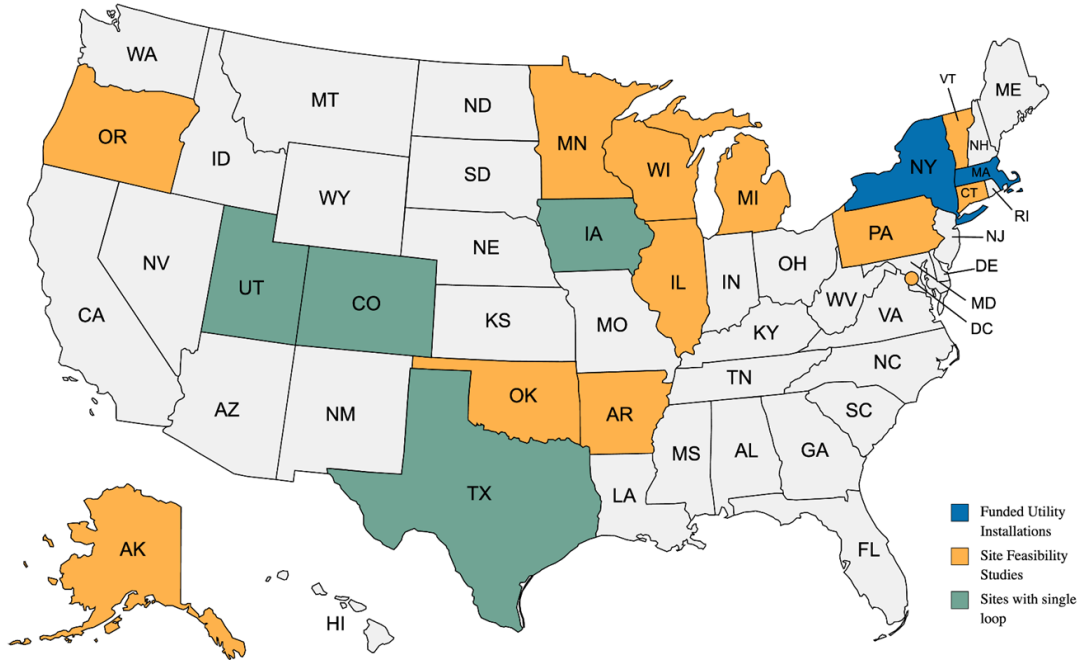 WA
MT
ND
MN
VT
ME
OR
ID
SD
WI
MI
NY
NH
MA
CT
RI
WY
IA
PA
NJ
NE
NV
UT
CO
IL
IN
OH
DE
MD
DC
CA
KS
MO
WV
VA
KY
NC
TN
AZ
NM
OK
AR
SC
MS
AL
GA
TX
LA
FL
AK
HI
Funded Utility
Installations
Site Feasibility
Studies
Sites with single
loop